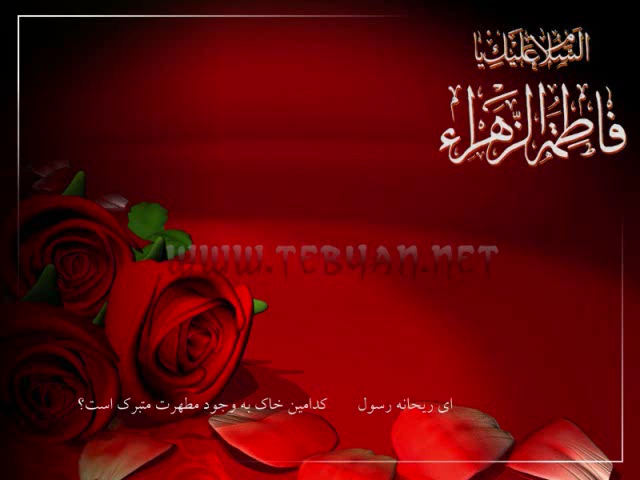 السلام علیک یا
فاطمة الزهراء
WWW.TEBYAN.NET
ای ریحانه رسول کدامین خاک به وجود مطهرت متبرک است؟